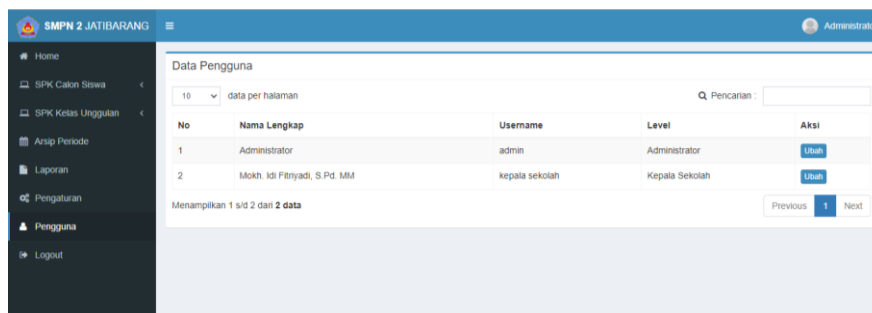 SMPN 2 JATIBARANG
Administrato
Home
SPK Calon Siswa
SPK Kelas Unggulan
Arsip Periode
Laporan
Pengaturan
Pengguna
Logout
Data Pengguna
10 data per halaman
Pencarian :
No Nama Lengkap Username Level Aksi
1 Administrator admin Administrator Ubah
2 Mokh. Idi Fitriyadi, S.Pd. MM kepala sekolah Kepala Sekolah Ubah
Menampilkan 1 s/d 2 dari 2 data
Previous 1 Next